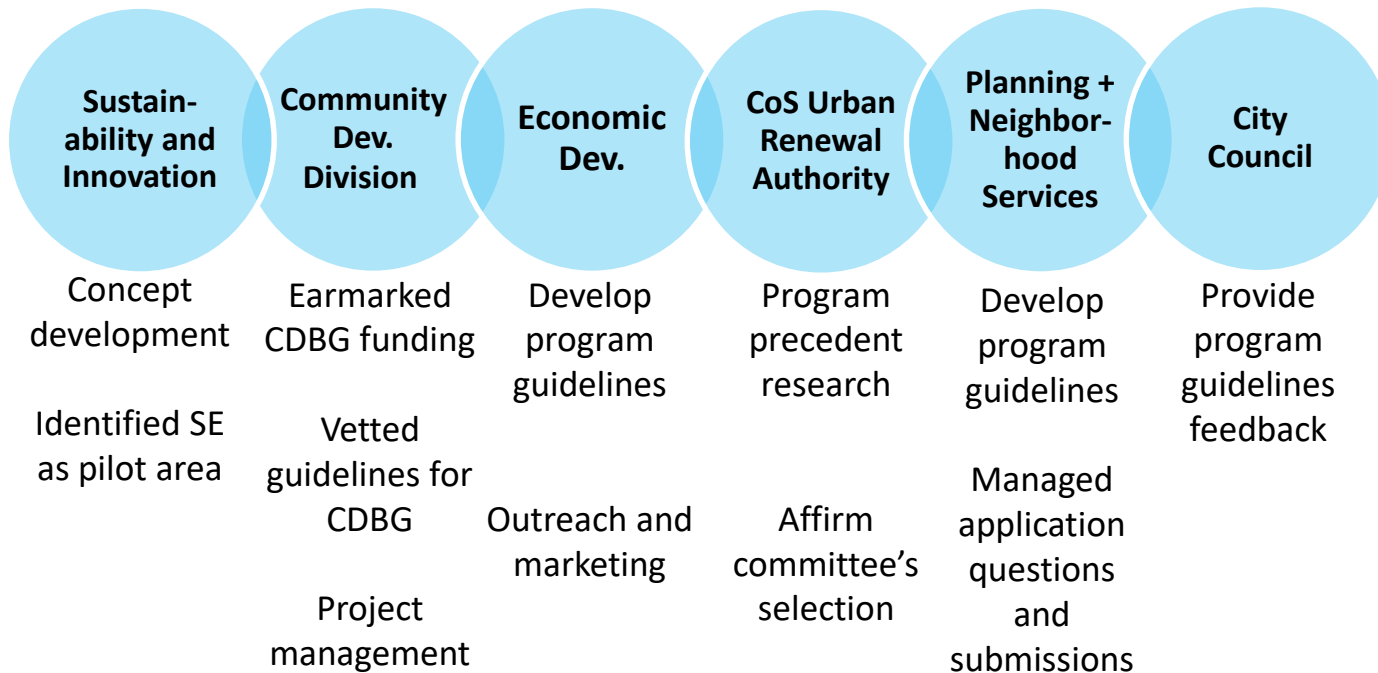 Sustain-
ability and
Innovation
Concept
development
Identified SE
as pilot area
Community
Dev.
Division
Earmarked
CDBG funding
Vetted
guidelines for
CDBG
Project
management
Economic
Dev.
Develop
program
guidelines
Outreach and
marketing
CoS Urban
Renewal
Authority
Program
precedent
research
Affirm
committee’s
selection
Planning +
Neighbor-
hood
Services
Develop
program
guidelines
Managed
application
questions
and
submissions
City
Council
Provide
program
guidelines
feedback